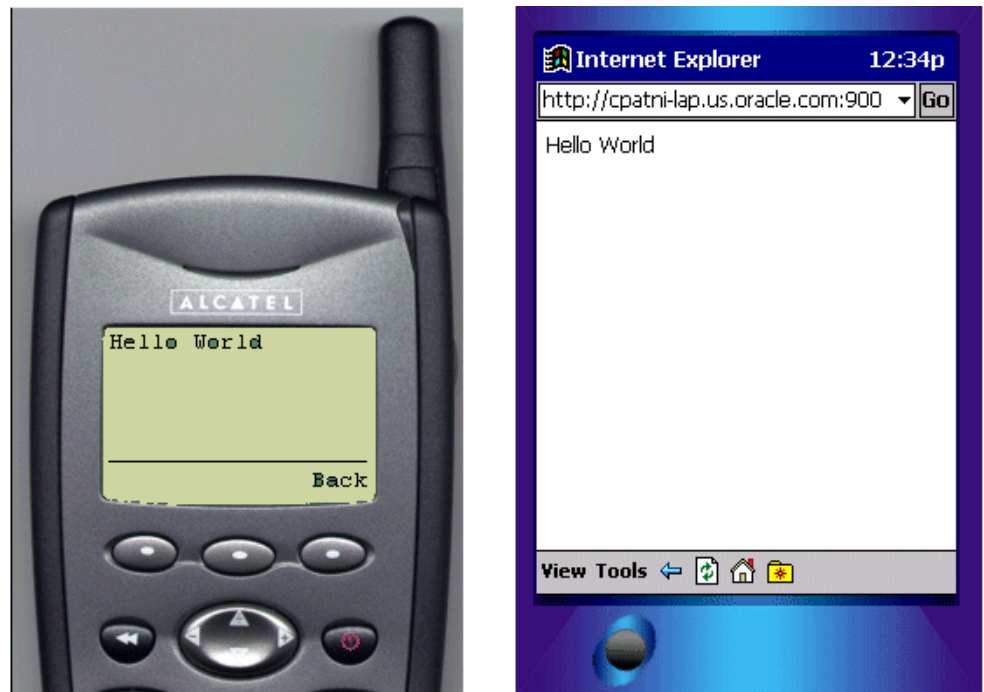 ALCATEL
Hello World
Back
Internet Explorer 12:34p
http://cpatni-lap.us.oracle.com:900 Go
Hello World
View Tools